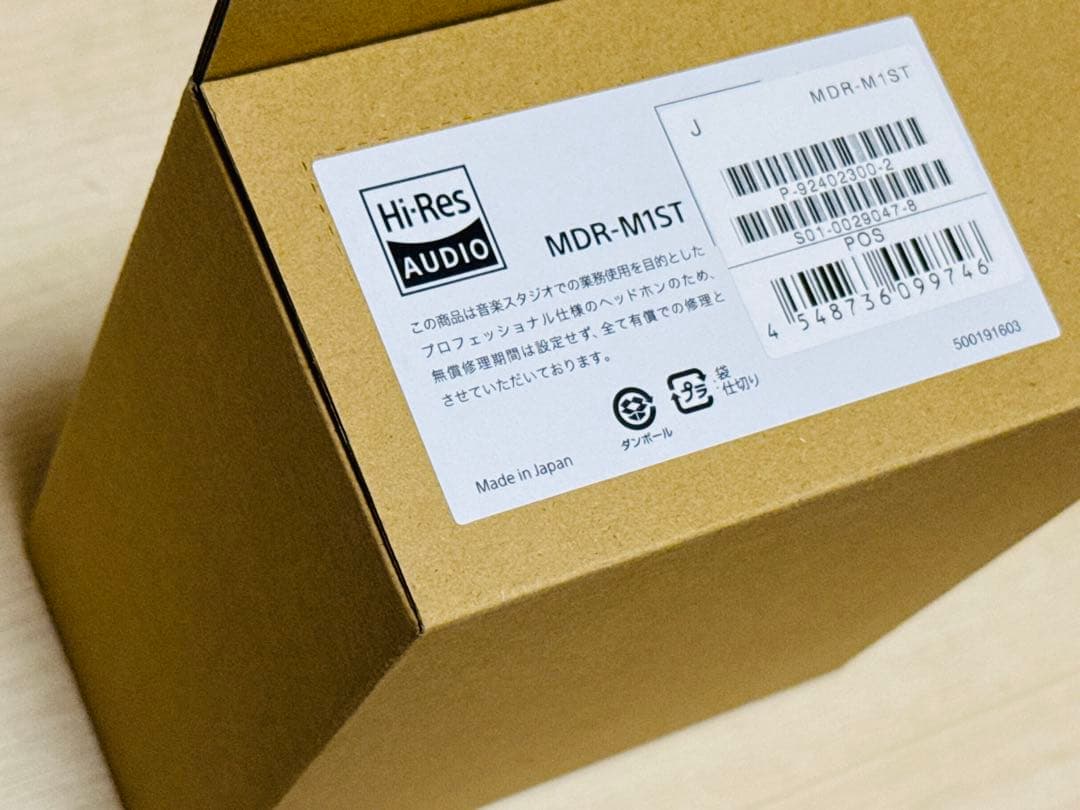 Hi-Res
AUDIO
MDR-M1ST
この商品は音楽スタジオでの業務使用を目的とした
プロフェッショナル仕様のヘッドホンのため、
無償修理期間は設定せず、全て有償での修理と
させていただいております。
ダンボール
プラ
:袋
:仕切り
Made in Japan
MDR-M1ST
J
P-92402300-2
S01-0029047-8
POS
4 548736 099746
500191603